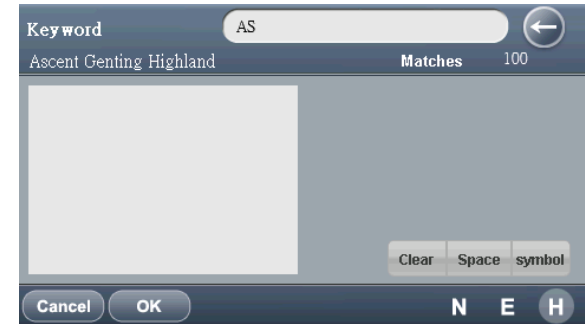 Keyword AS
Ascent Genting Highland Matches 100
Clear Space symbol
Cancel OK N E H